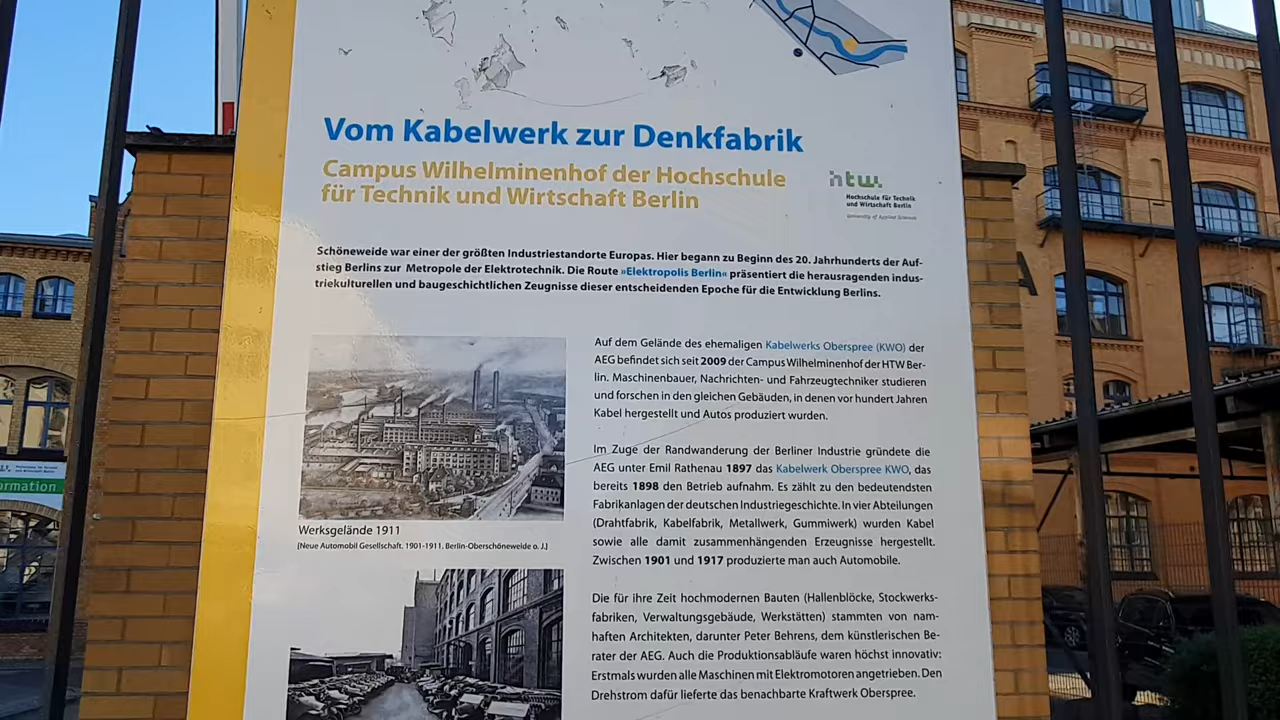 Vom Kabelwerk zur Denkfabrik
Campus Wilhelminenhof der Hochschule
für Technik und Wirtschaft Berlin
htw.
Hochschule für Technik
und Wirtschaft Berlin
University of Applied Sciences
Schöneweide war einer der größten Industriestandorte Europas. Hier begann zu Beginn des 20. Jahrhunderts der Auf-
stieg Berlins zur Metropole der Elektrotechnik. Die Route »Elektropolis Berlin« präsentiert die herausragenden indus-
triekulturellen und baugeschichtlichen Zeugnisse dieser entscheidenden Epoche für die Entwicklung Berlins.
Werksgelände 1911
[Neue Automobil Gesellschaft. 1901-1911. Berlin-Oberschöneweide o. J.]
Auf dem Gelände des ehemaligen Kabelwerks Oberspree (KWO) der
AEG befindet sich seit 2009 der Campus Wilhelminenhof der HTW Ber-
lin. Maschinenbauer, Nachrichten- und Fahrzeugtechniker studieren
und forschen in den gleichen Gebäuden, in denen vor hundert Jahren
Kabel hergestellt und Autos produziert wurden.
Im Zuge der Randwanderung der Berliner Industrie gründete die
AEG unter Emil Rathenau 1897 das Kabelwerk Oberspree KWO, das
bereits 1898 den Betrieb aufnahm. Es zählt zu den bedeutendsten
Fabrikanlagen der deutschen Industriegeschichte. In vier Abteilungen
(Drahtfabrik, Kabelfabrik, Metallwerk, Gummiwerk) wurden Kabel
sowie alle damit zusammenhängenden Erzeugnisse hergestellt.
Zwischen 1901 und 1917 produzierte man auch Automobile.
Die für ihre Zeit hochmodernen Bauten (Hallenblöcke, Stockwerks-
fabriken, Verwaltungsgebäude, Werkstätten) stammten von nam-
haften Architekten, darunter Peter Behrens, dem künstlerischen Be-
rater der AEG. Auch die Produktionsabläufe waren höchst innovativ:
Erstmals wurden alle Maschinen mit Elektromotoren angetrieben. Den
Drehstrom dafür lieferte das benachbarte Kraftwerk Oberspree.
ormation
A